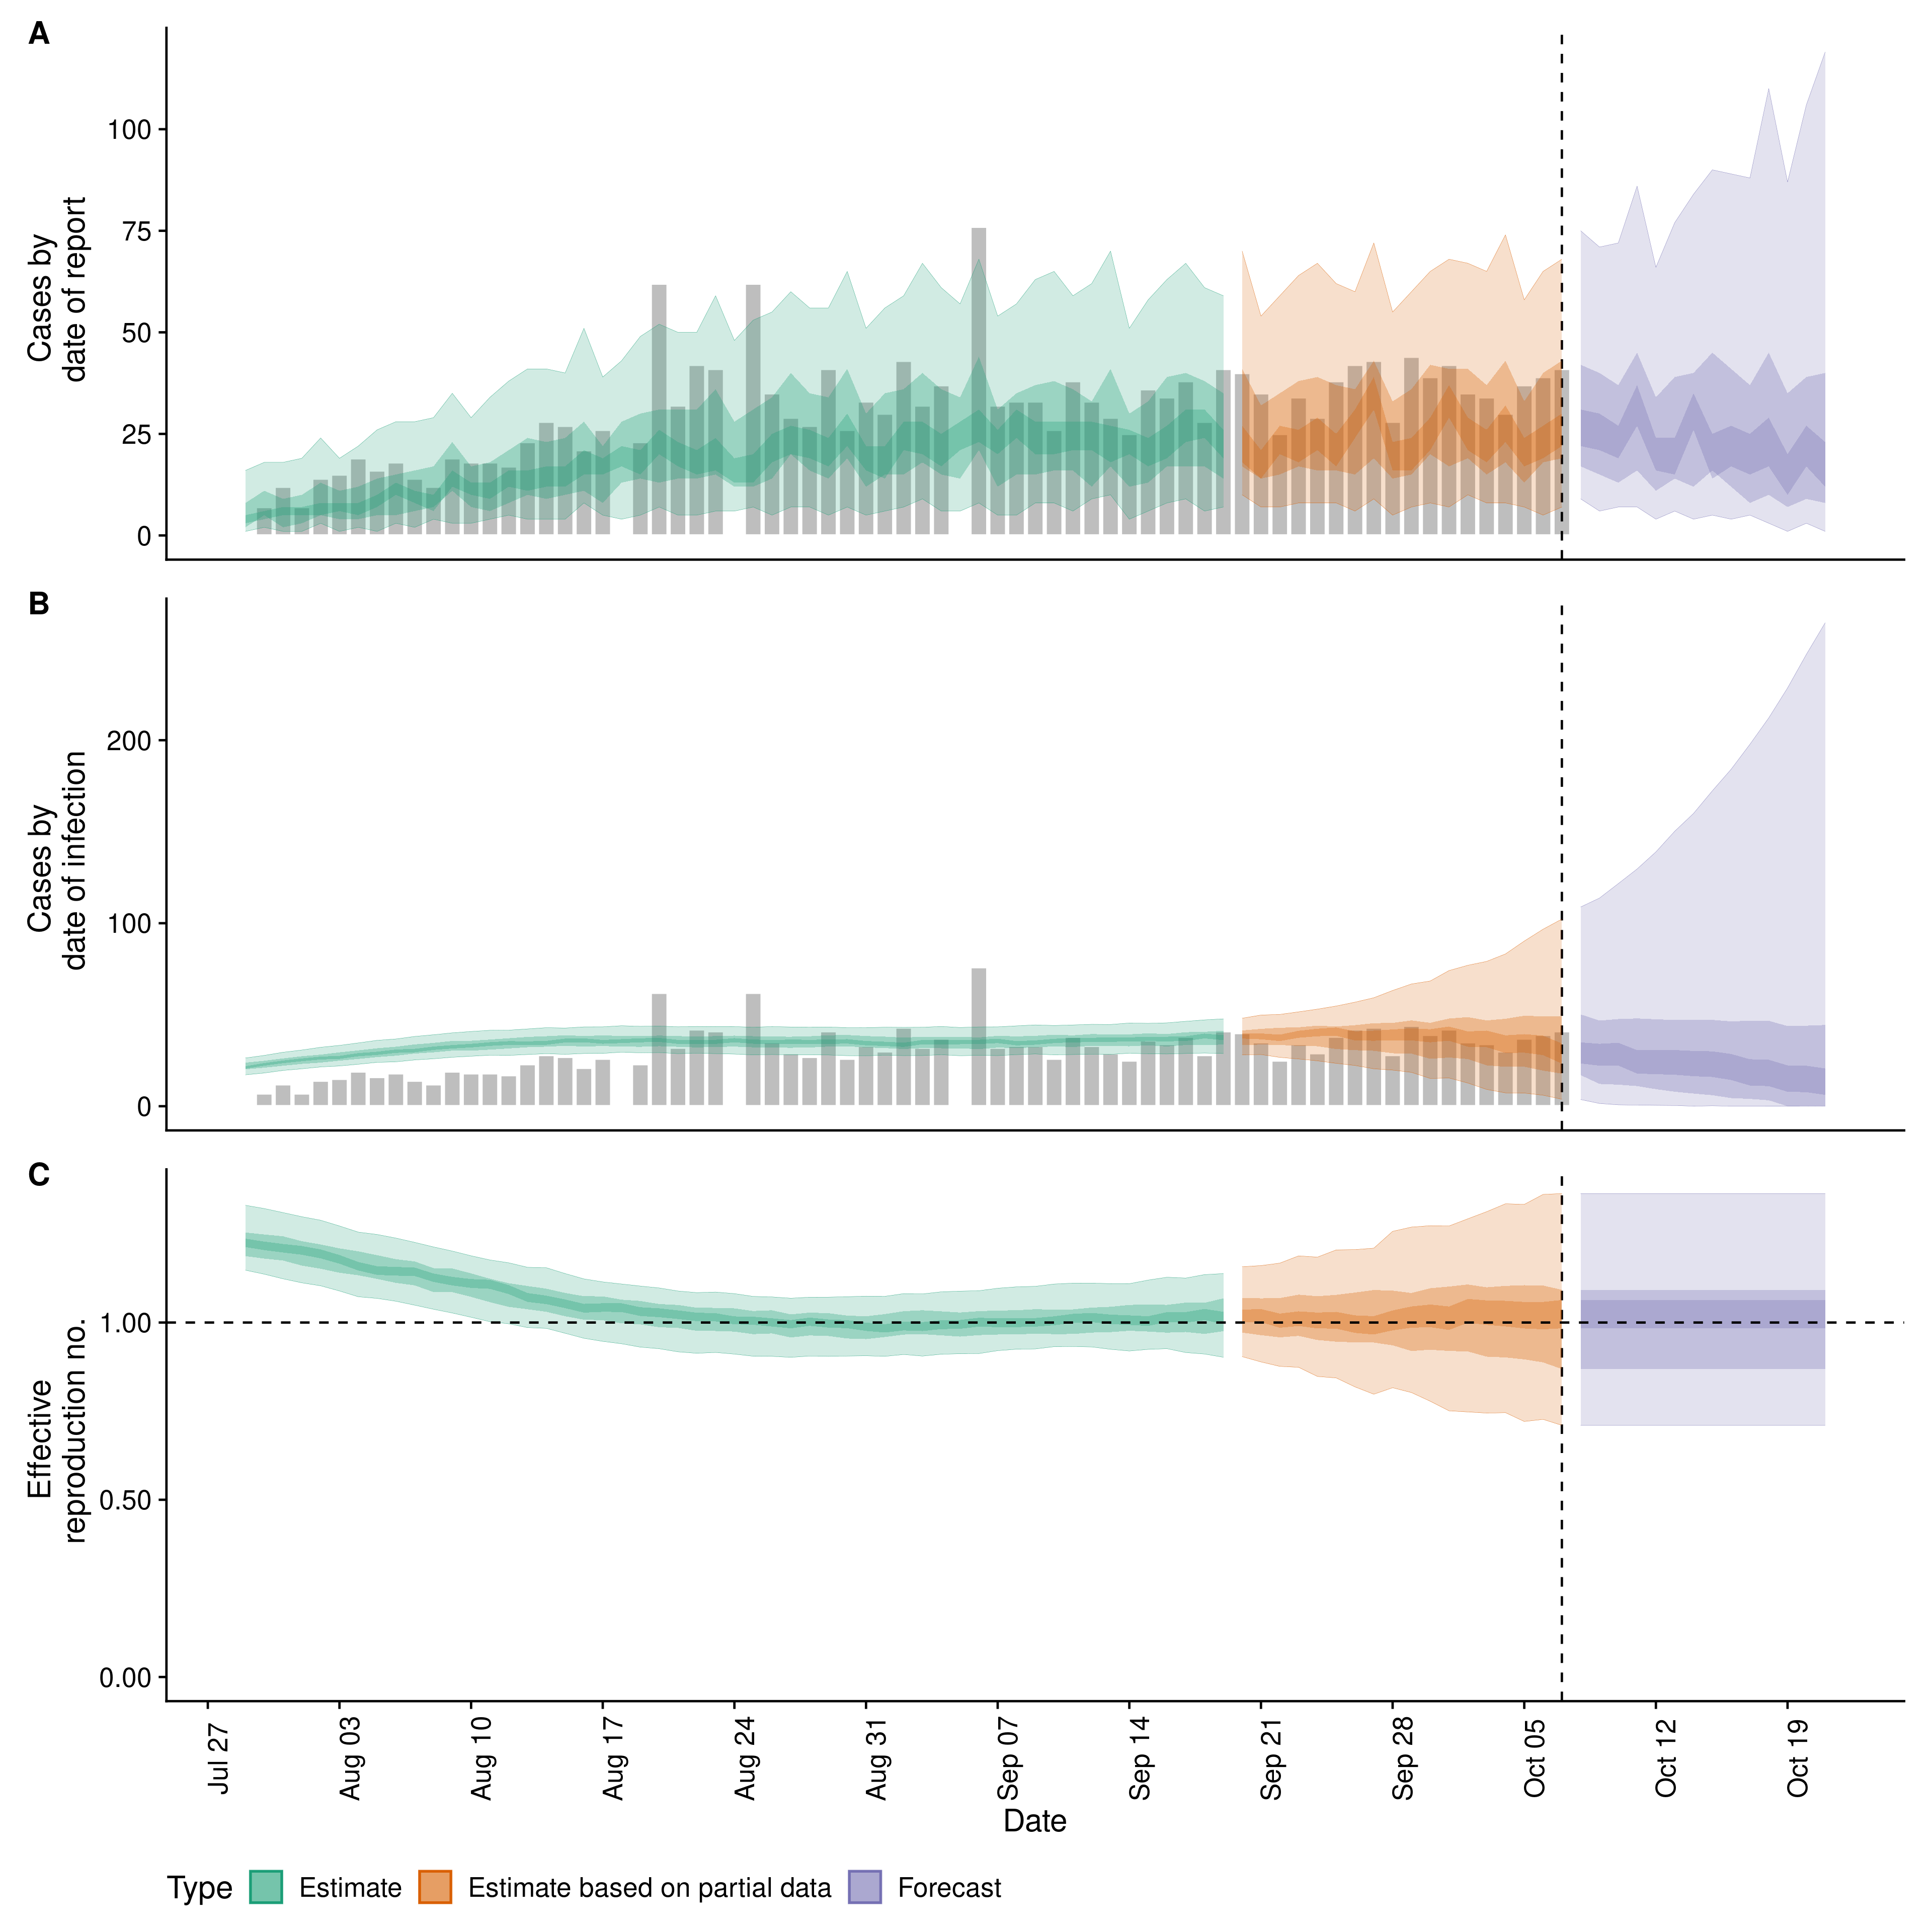 A
Cases by
date of report
100
75
50
25
0
B
Cases by
date of infection
200
100
0
C
Effective
reproduction no.
1.00
0.50
0.00
Jul 27
Aug 03
Aug 10
Aug 17
Aug 24
Aug 31
Sep 07
Sep 14
Sep 21
Sep 28
Oct 05
Oct 12
Oct 19
Date
Type Estimate Estimate based on partial data Forecast